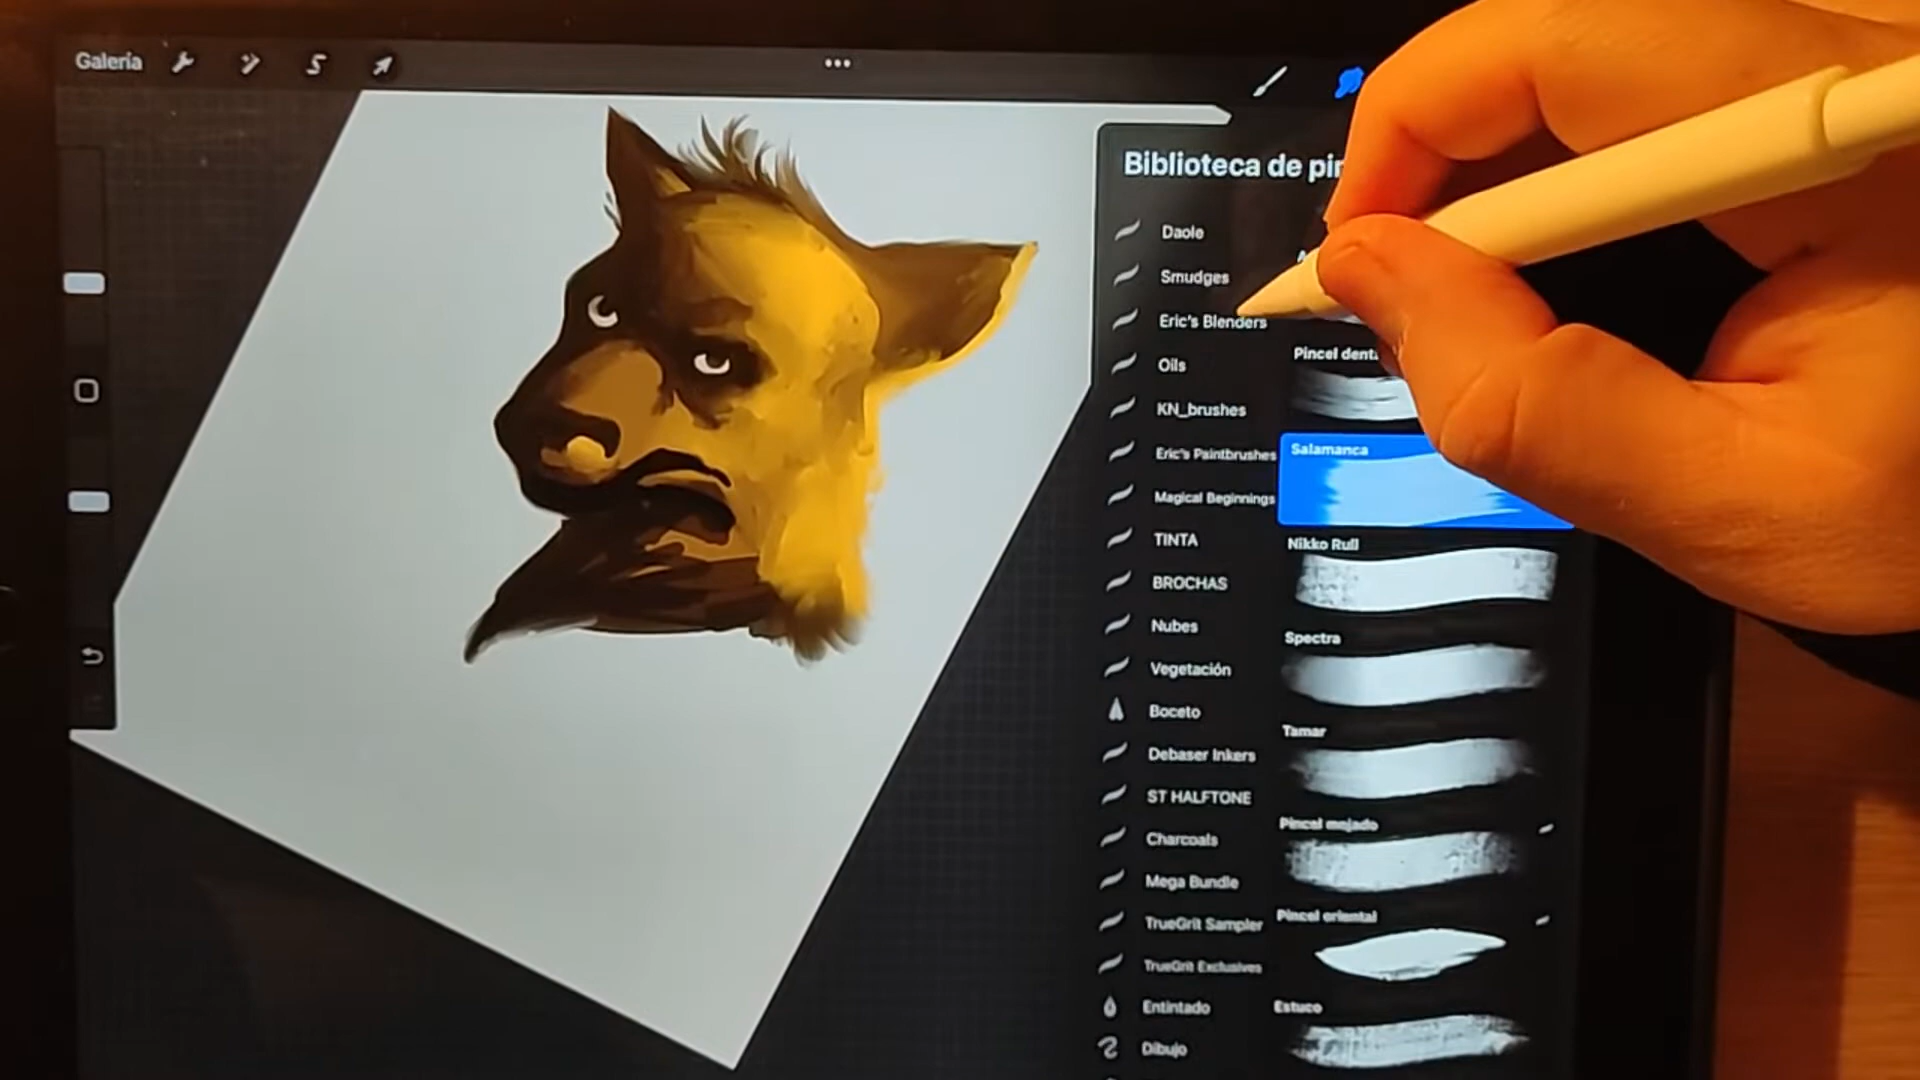 Galería
Biblioteca de pin
Daole
Smudges
Eric's Blenders
Oils
KN_brushes
Eric's Paintbrushes
Magical Beginnings
TINTA
BROCHAS
Nubes
Vegetación
Boceto
Debaser Inkers
ST HALFTONE
Charcoals
Mega Bundle
TrueGrit Sampler
TrueGrit Exclusives
Entintado
Dibujo
Pincel
Salamanca
Nikko Rull
Spectra
Tamar
Pincel mojado
Pincel oriental
Estuco